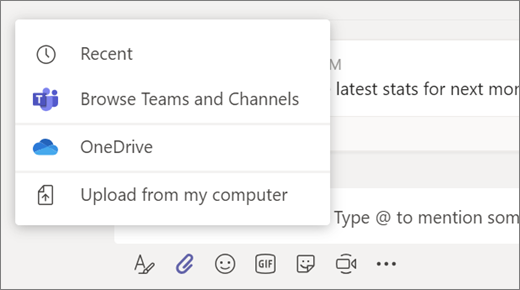 Recent
M
Browse Teams and Channels
latest stats for next mor
OneDrive
Upload from my computer
Type @ to mention som
GIF